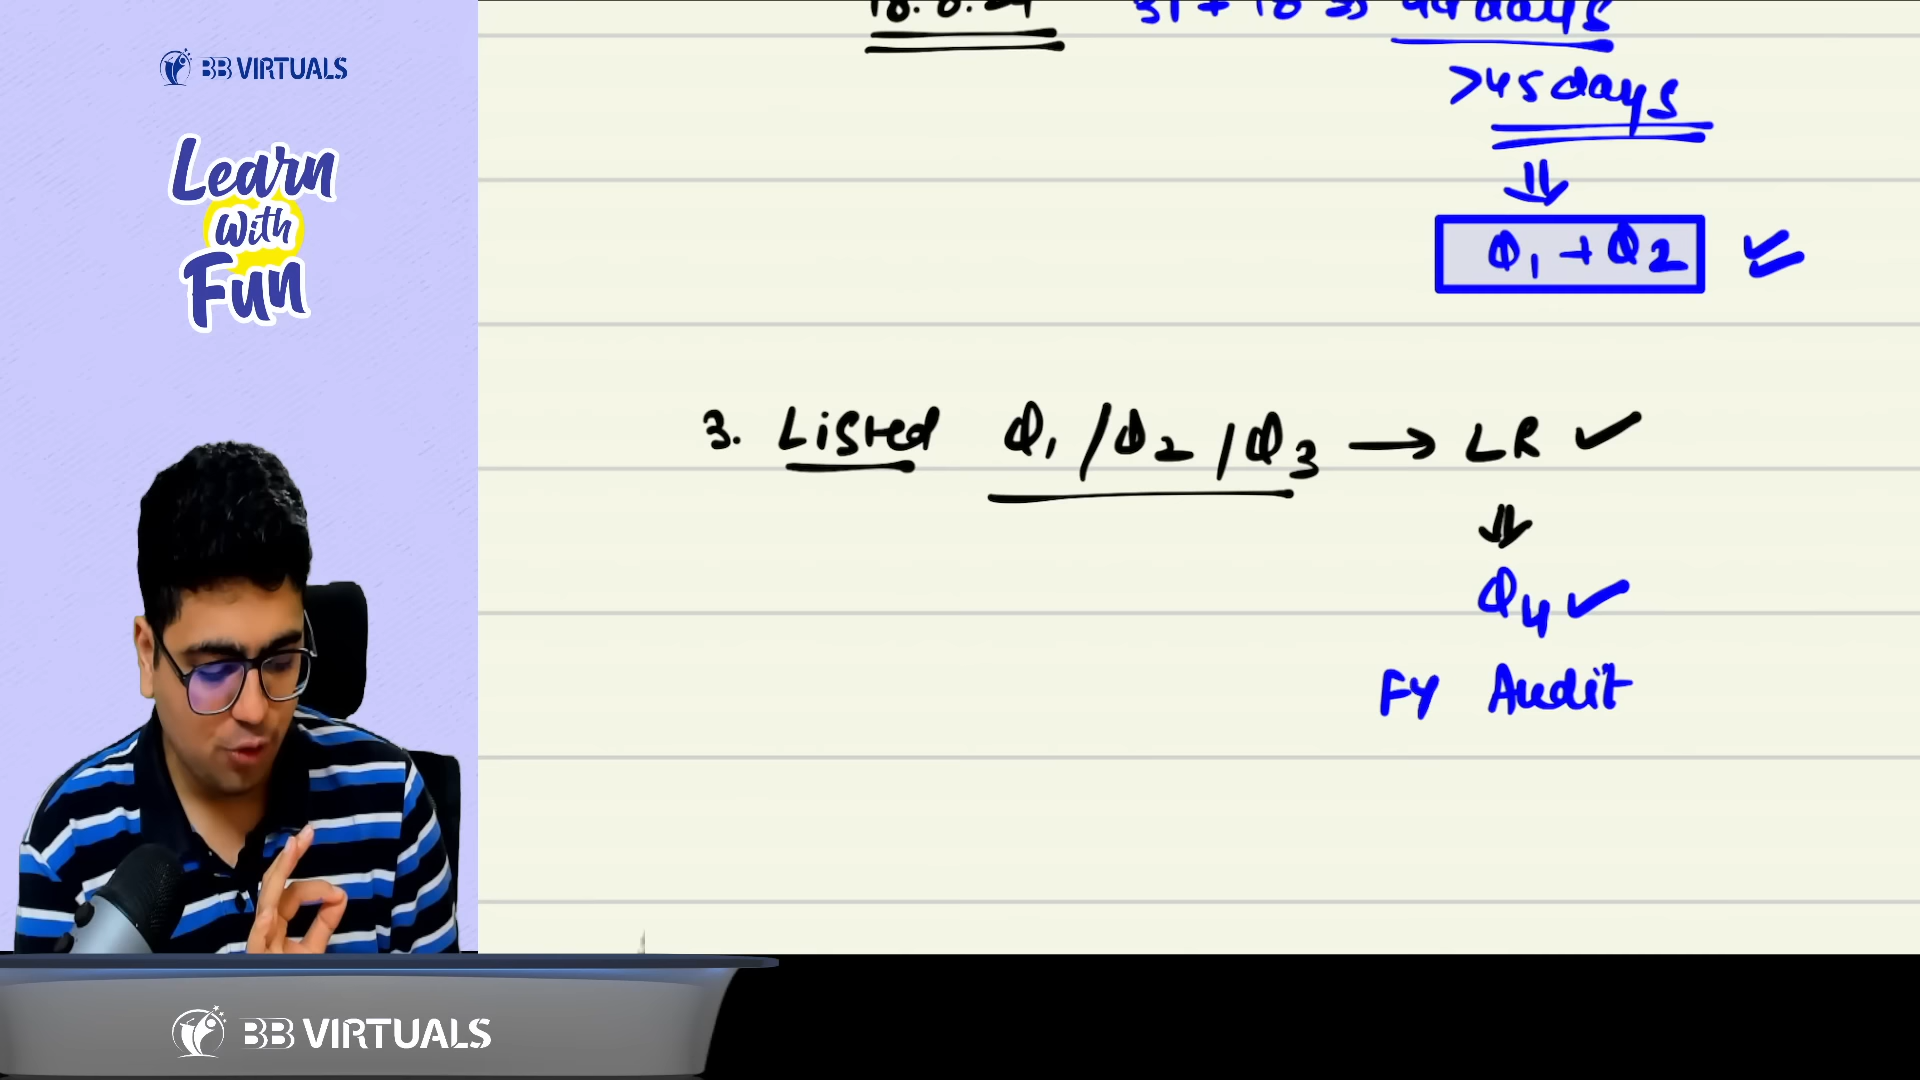 BB VIRTUALS
Learn
With
Fun
>45 days
Q1 + Q2
3. Listed Q1 / Q2 / Q3 → LR ✓
Q4 ✓
FY Audit
BB VIRTUALS